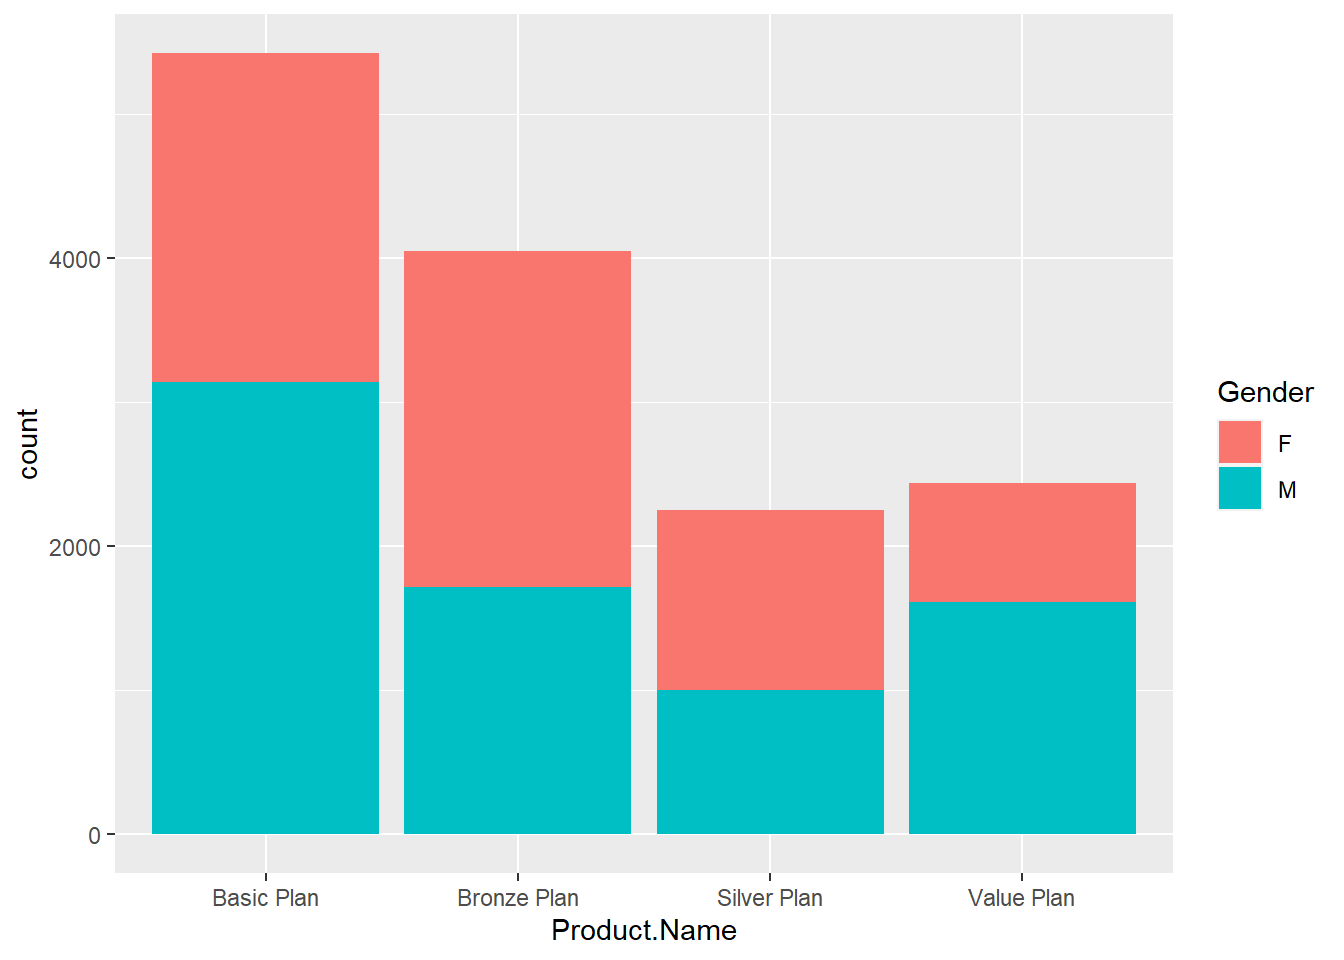 4000
2000
0
count
Basic Plan
Bronze Plan
Silver Plan
Value Plan
Product.Name
Gender
F
M